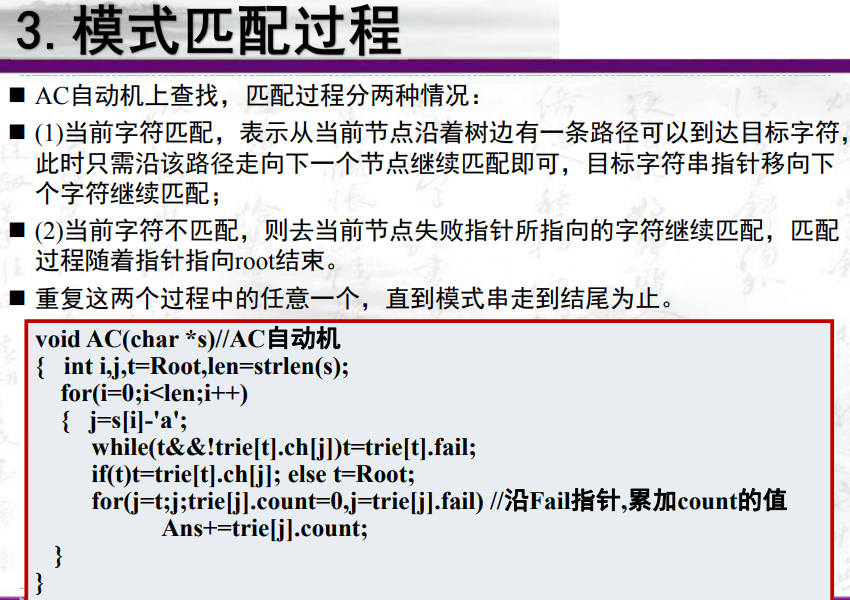 3. 模式匹配过程
■ AC自动机上查找，匹配过程分两种情况：
■ (1)当前字符匹配，表示从当前节点沿着树边有一条路径可以到达目标字符，
此时只需沿该路径走向下一个节点继续匹配即可，目标字符串指针移向下
个字符继续匹配；
■ (2)当前字符不匹配，则去当前节点失败指针所指向的字符继续匹配，匹配
过程随着指针指向root结束。
■ 重复这两个过程中的任意一个，直到模式串走到结尾为止。
void AC(char *s)//AC自动机
{ int i,j,t=Root,len=strlen(s);
for(i=0;i<len;i++)
{ j=s[i]-'a';
while(t&&!trie[t].ch[j])t=trie[t].fail;
if(t)t=trie[t].ch[j]; else t=Root;
for(j=t;j;trie[j].count=0,j=trie[j].fail) //沿Fail指针,累加count的值
Ans+=trie[j].count;
}
}